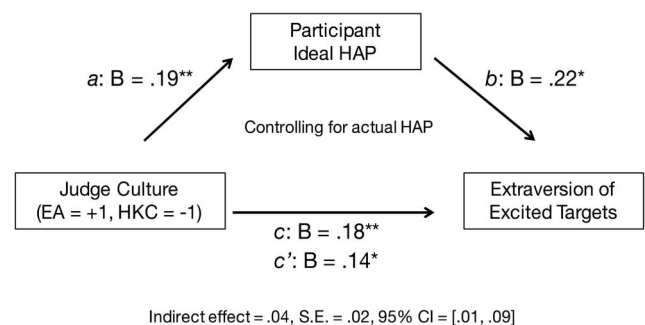 Participant
Ideal HAP
a: B = .19**
b: B = .22*
Controlling for actual HAP
Judge Culture
(EA = +1, HKC = -1)
Extraversion of
Excited Targets
c: B = .18**
c’: B = .14*
Indirect effect = .04, S.E. = .02, 95% CI = [.01, .09]